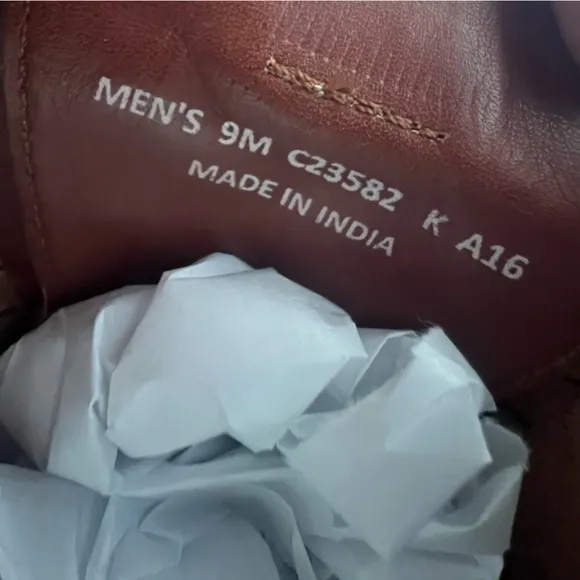 MEN'S 9M C23582 K A16
MADE IN INDIA